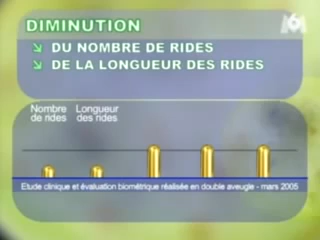 M6
DIMINUTION
DU NOMBRE DE RIDES
DE LA LONGUEUR DES RIDES
Nombre de rides
Longueur des rides
Etude clinique et évaluation biométrique réalisée en double aveugle - mars 2005